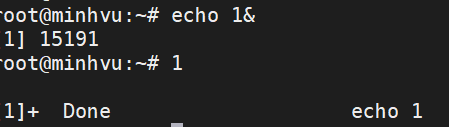 root@minhvu:~# echo 1&
1] 15191
root@minhvu:~# 1
1]+  Done                    echo 1